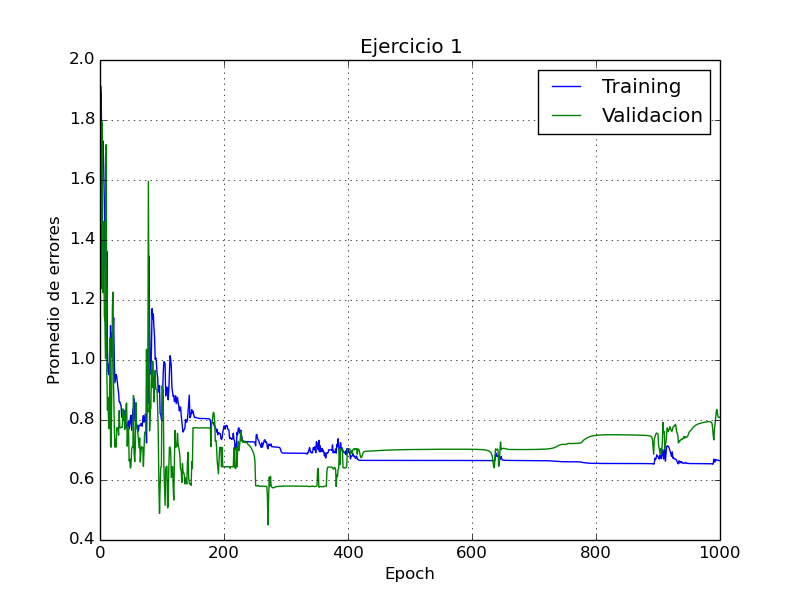 Ejercicio 1
Training
Validacion
Promedio de errores
2.0
1.8
1.6
1.4
1.2
1.0
0.8
0.6
0.4
0 200 400 600 800 1000
Epoch